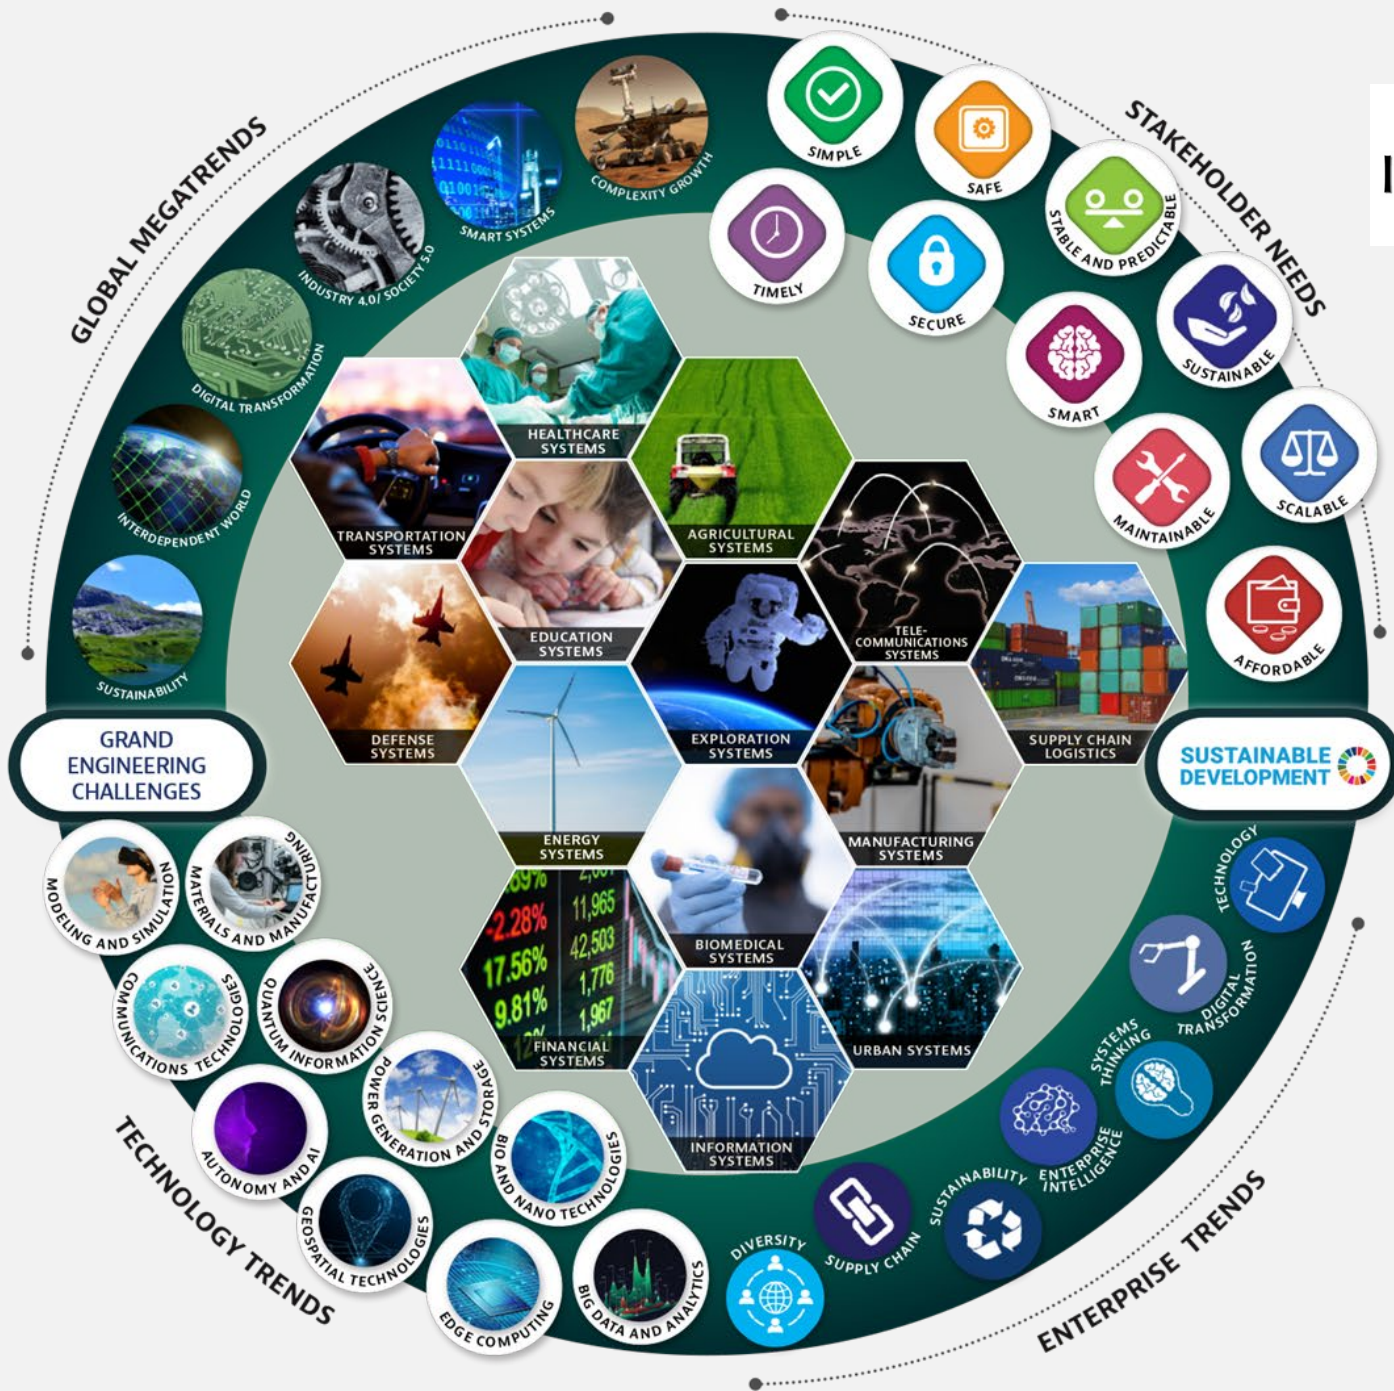 GLOBAL MEGATRENDS
COMPLEXITY GROWTH
SMART SYSTEMS
INDUSTRY 4.0/ SOCIETY 5.0
DIGITAL TRANSFORMATION
INTERDEPENDENT WORLD
SUSTAINABILITY
STAKEHOLDER NEEDS
SIMPLE
SAFE
STABLE AND PREDICTABLE
TIMELY
SECURE
SUSTAINABLE
SMART
SCALABLE
MAINTAINABLE
AFFORDABLE
HEALTHCARE
SYSTEMS
TRANSPORTATION
SYSTEMS
AGRICULTURAL
SYSTEMS
EDUCATION
SYSTEMS
TELE-
COMMUNICATIONS
SYSTEMS
DEFENSE
SYSTEMS
EXPLORATION
SYSTEMS
SUPPLY CHAIN
LOGISTICS
ENERGY
SYSTEMS
MANUFACTURING
SYSTEMS
BIOMEDICAL
SYSTEMS
-2.28%
17.56%
9.81%
11,965
42,503
1,776
1,967
FINANCIAL
SYSTEMS
URBAN SYSTEMS
INFORMATION
SYSTEMS
GRAND
ENGINEERING
CHALLENGES
SUSTAINABLE
DEVELOPMENT
MODELING AND SIMULATION
MATERIALS AND MANUFACTURING
COMMUNICATIONS TECHNOLOGIES
QUANTUM INFORMATION SCIENCE
AUTONOMY AND AI
POWER GENERATION AND STORAGE
GEOSPATIAL TECHNOLOGIES
BIO AND NANO TECHNOLOGIES
EDGE COMPUTING
BIG DATA AND ANALYTICS
TECHNOLOGY TRENDS
TECHNOLOGY
DIGITAL
TRANSFORMATION
SYSTEMS
THINKING
ENTERPRISE
INTELLIGENCE
SUSTAINABILITY
SUPPLY CHAIN
DIVERSITY
ENTERPRISE TRENDS